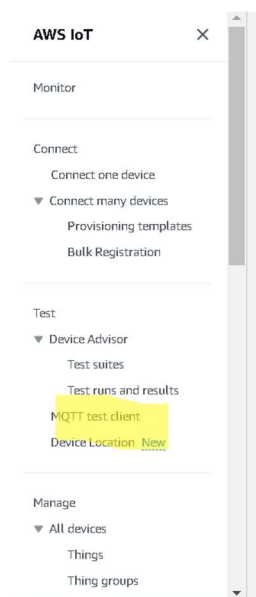 AWS IoT
Monitor
Connect
Connect one device
Connect many devices
Provisioning templates
Bulk Registration
Test
Device Advisor
Test suites
Test runs and results
MQTT test client
Device Location New
Manage
All devices
Things
Thing groups